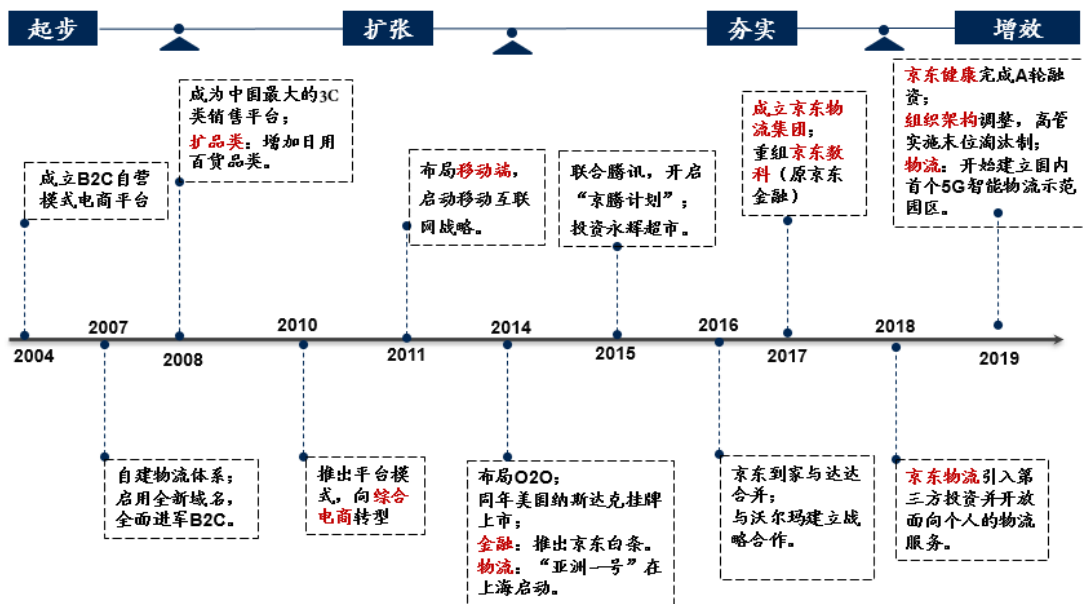 起步
扩张
夯实
增效
成立B2C自营
模式电商平台
成为中国最大的3C
类销售平台；
扩品类：增加日用
百货品类。
布局移动端，
启动移动互联
网战略。
联合腾讯，开启
“京腾计划”；
投资永辉超市。
成立京东物
流集团；
重组京东数
科（原京东
金融）
京东健康完成A轮融
资；
组织架构调整，高管
实施末位淘汰制；
物流：开始建立国内
首个5G智能物流示范
园区。
2004
2007
2008
2010
2011
2014
2015
2016
2017
2018
2019
自建物流体系；
启用全新域名，
全面进军B2C。
推出平台模
式，向综合
电商转型
布局O2O；
同年美国纳斯达克挂牌
上市；
金融：推出京东白条。
物流：“亚洲一号”在
上海启动。
京东到家与达达
合并；
与沃尔玛建立战
略合作。
京东物流引入第
三方投资并开放
面向个人的物流
服务。